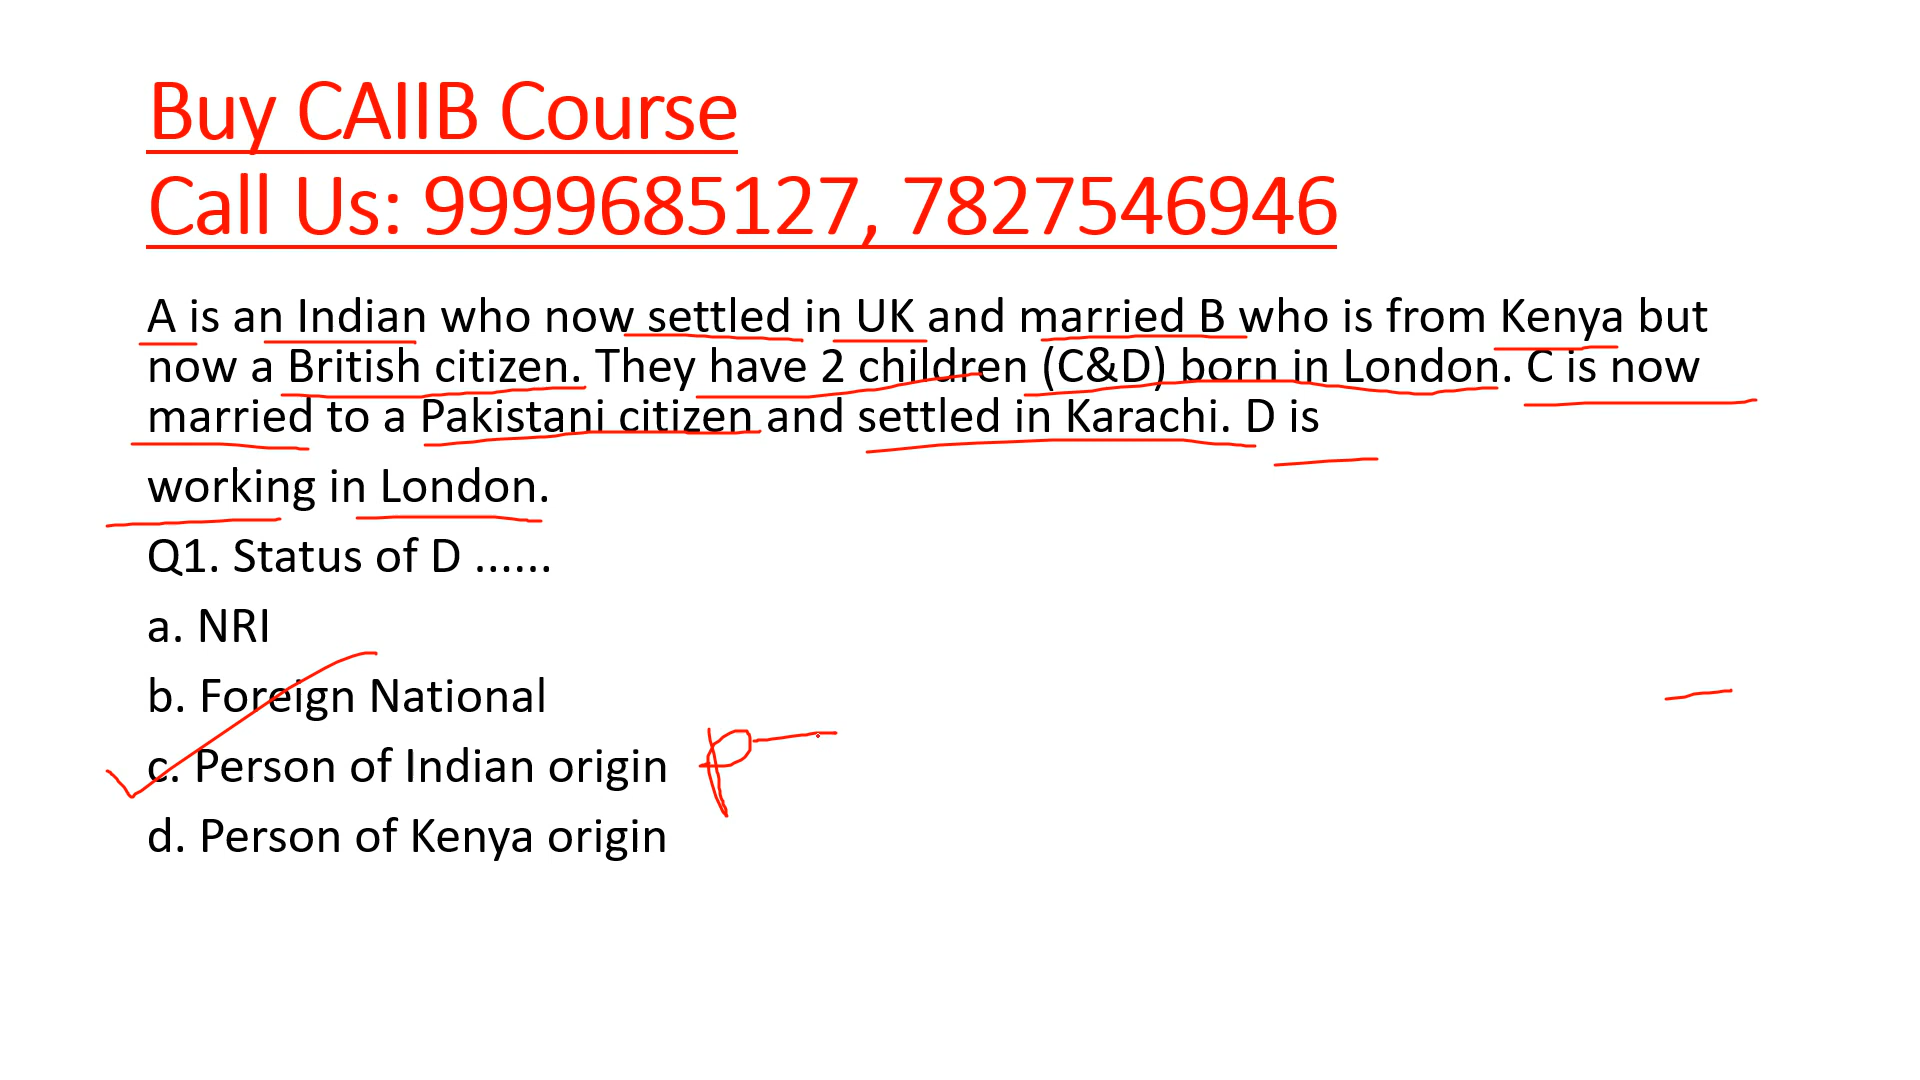 Buy CAIIB Course
Call Us: 9999685127, 7827546946
A is an Indian who now settled in UK and married B who is from Kenya but
now a British citizen. They have 2 children (C&D) born in London. C is now
married to a Pakistani citizen and settled in Karachi. D is
working in London.
Q1. Status of D ......
a. NRI
b. Foreign National
c. Person of Indian origin
d. Person of Kenya origin